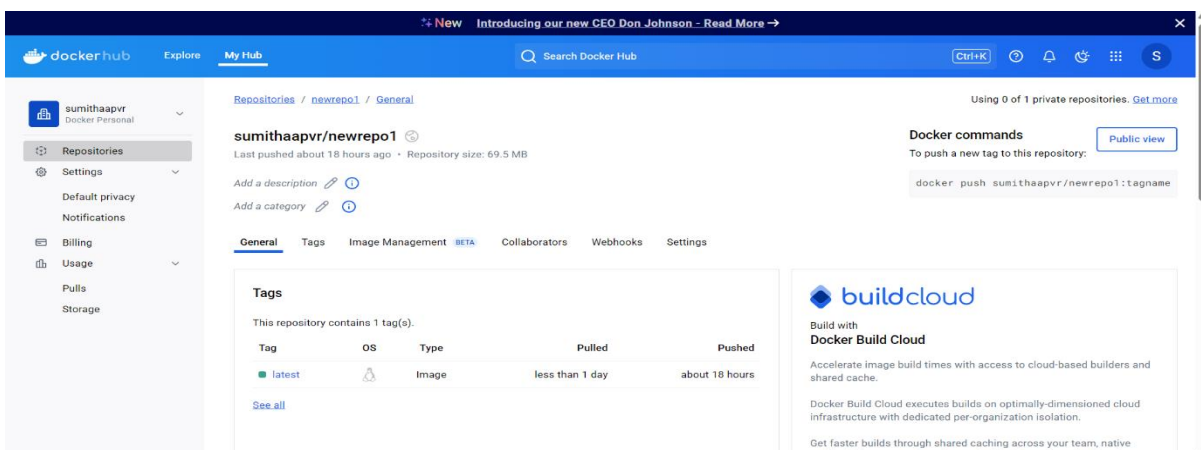 New Introducing our new CEO Don Johnson - Read More →
dockerhub Explore My Hub Search Docker Hub Ctrl+K S
sumithaapvr
Docker Personal
Repositories
Settings
Default privacy
Notifications
Billing
Usage
Pulls
Storage
Repositories / newrepo1 / General
Using 0 of 1 private repositories. Get more
sumithaapvr/newrepo1
Last pushed about 18 hours ago • Repository size: 69.5 MB
Add a description
Add a category
Docker commands
To push a new tag to this repository:
Public view
docker push sumithaapvr/newrepo1:tagname
General Tags Image Management BETA Collaborators Webhooks Settings
Tags
This repository contains 1 tag(s).
Tag OS Type Pulled Pushed
latest Image less than 1 day about 18 hours
See all
buildcloud
Build with
Docker Build Cloud
Accelerate image build times with access to cloud-based builders and
shared cache.
Docker Build Cloud executes builds on optimally-dimensioned cloud
infrastructure with dedicated per-organization isolation.
Get faster builds through shared caching across your team, native